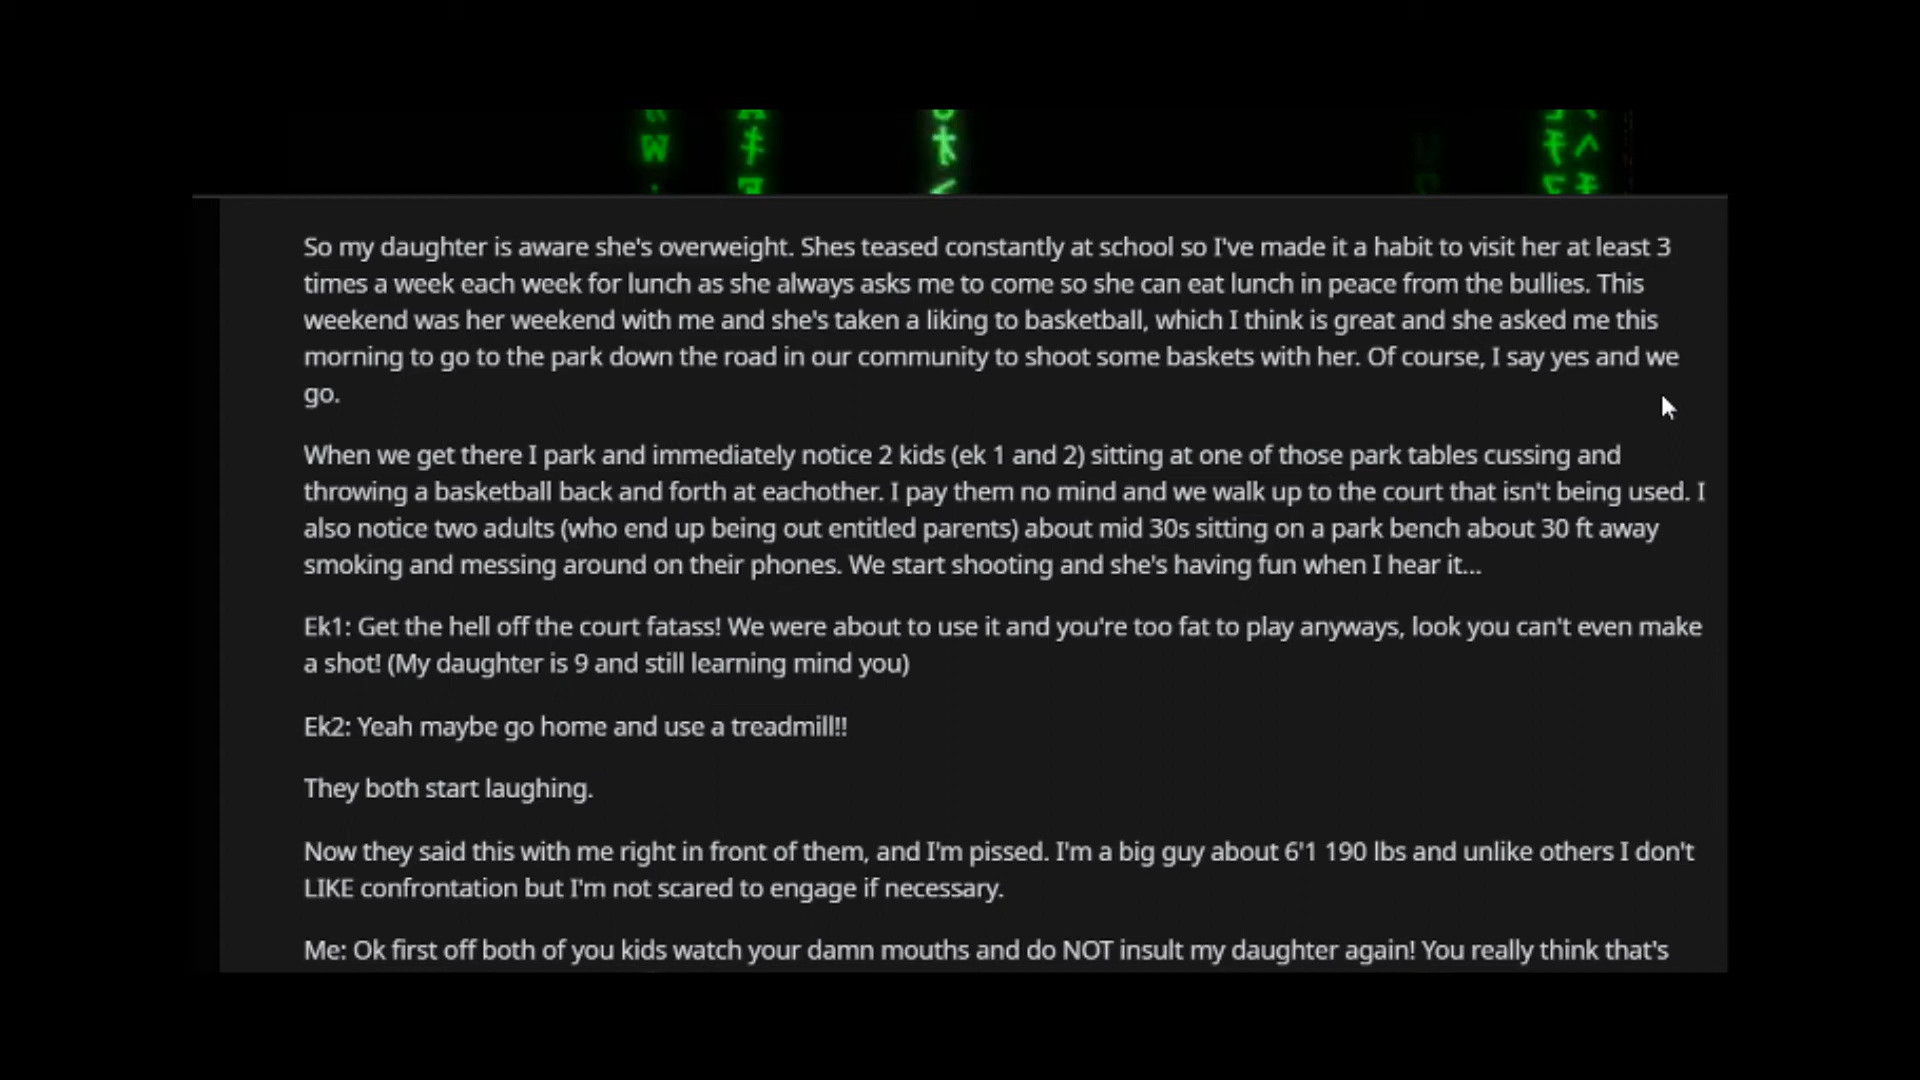 So my daughter is aware she's overweight. Shes teased constantly at school so I've made it a habit to visit her at least 3
times a week each week for lunch as she always asks me to come so she can eat lunch in peace from the bullies. This
weekend was her weekend with me and she's taken a liking to basketball, which I think is great and she asked me this
morning to go to the park down the road in our community to shoot some baskets with her. Of course, I say yes and we
go.
When we get there I park and immediately notice 2 kids (ek 1 and 2) sitting at one of those park tables cussing and
throwing a basketball back and forth at eachother. I pay them no mind and we walk up to the court that isn't being used. I
also notice two adults (who end up being out entitled parents) about mid 30s sitting on a park bench about 30 ft away
smoking and messing around on their phones. We start shooting and she's having fun when I hear it...
Ek1: Get the hell off the court fatass! We were about to use it and you're too fat to play anyways, look you can't even make
a shot! (My daughter is 9 and still learning mind you)
Ek2: Yeah maybe go home and use a treadmill!!
They both start laughing.
Now they said this with me right in front of them, and I'm pissed. I'm a big guy about 6'1 190 lbs and unlike others I don't
LIKE confrontation but I'm not scared to engage if necessary.
Me: Ok first off both of you kids watch your damn mouths and do NOT insult my daughter again! You really think that's